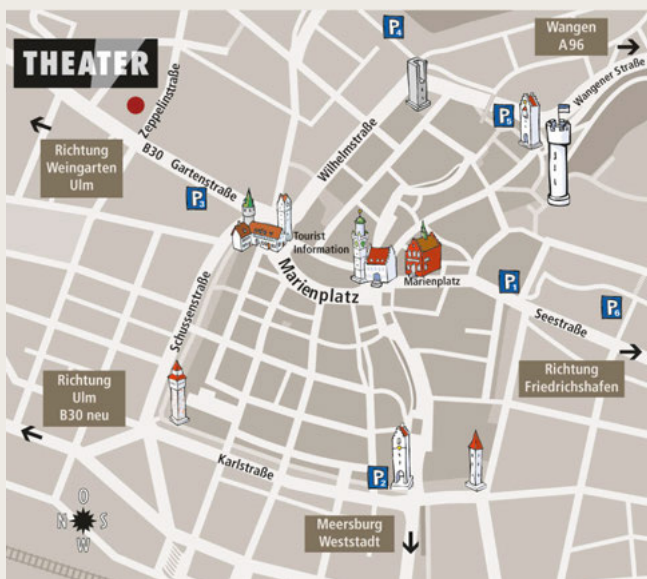 THEATER
P4
Wangen
A96
Wangener Straße
Zeppelinstraße
P5
Richtung
Weingarten
Ulm
B30 Gartenstraße
Wilhelmstraße
P3
Tourist
Information
Marienplatz
Marienplatz
P1
Schussenstraße
Seestraße
P6
Richtung
Friedrichshafen
Richtung
Ulm
B30 neu
Karlstraße
P2
O
N S
W
Meersburg
Weststadt